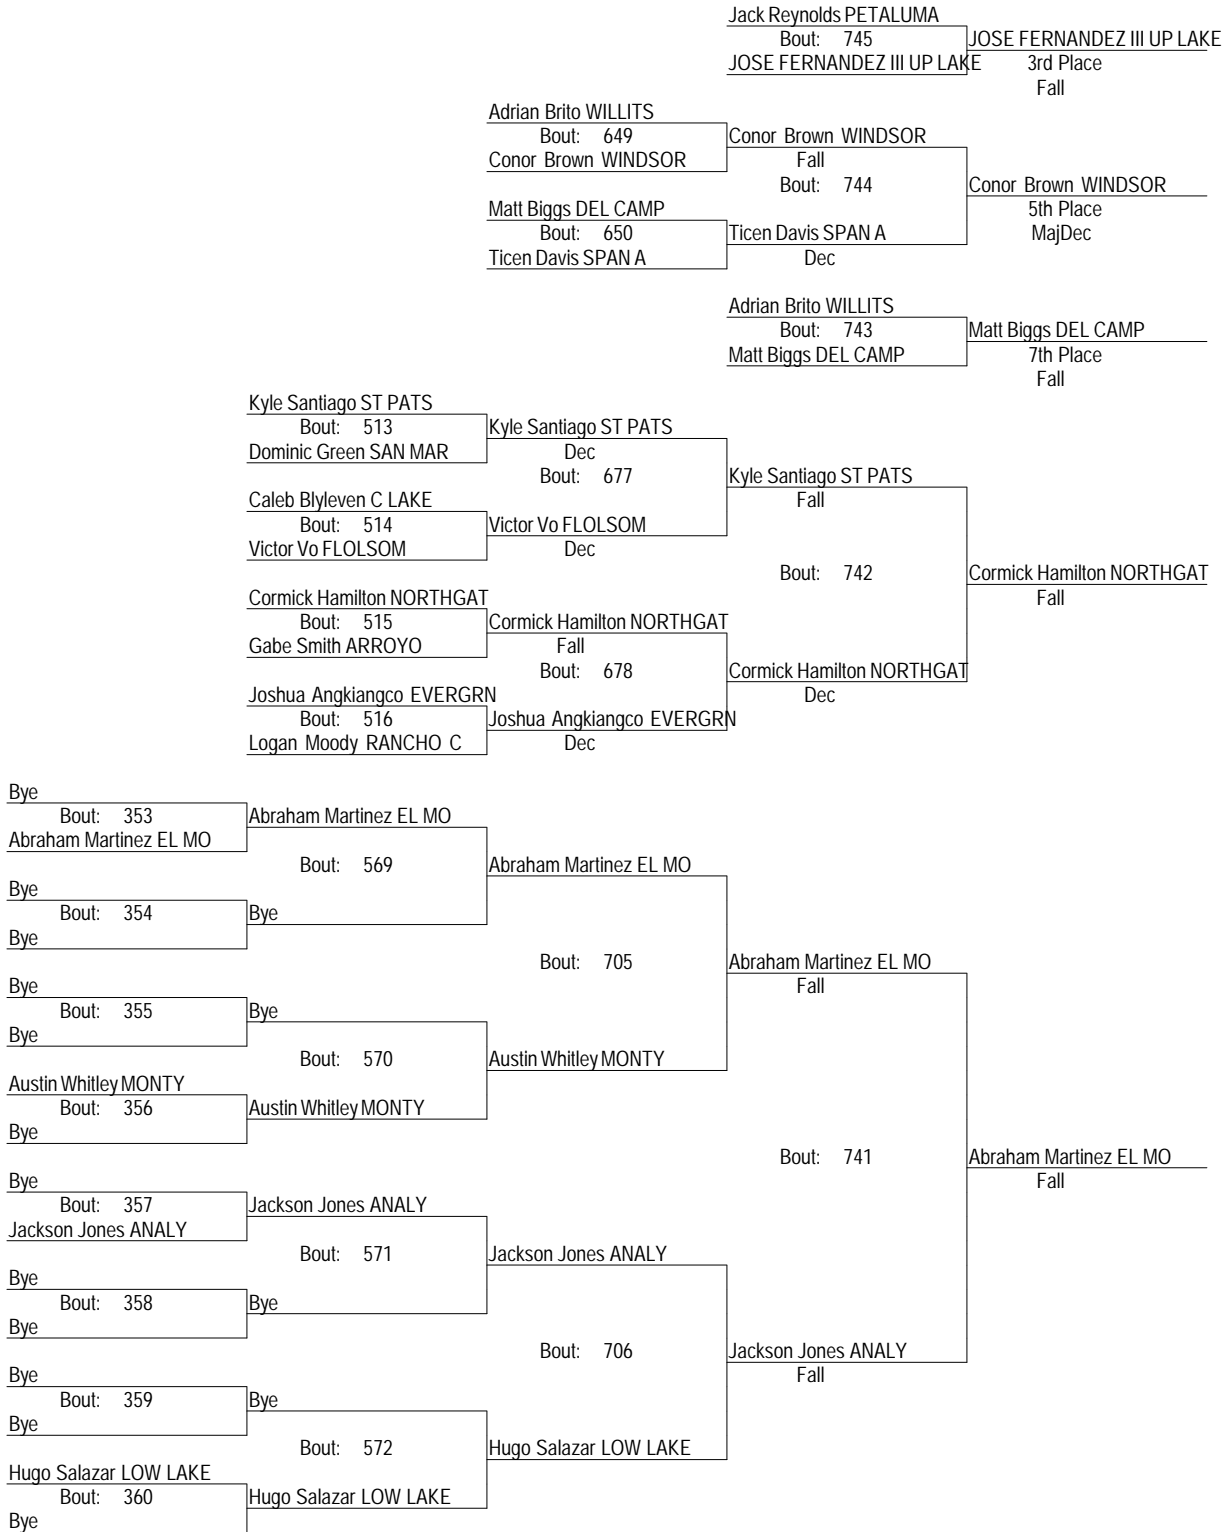 Jack Reynolds PETALUMA
Bout: 745 JOSE FERNANDEZ III UP LAKE
JOSE FERNANDEZ III UP LAKE 3rd Place
Fall
Adrian Brito WILLITS
Bout: 649 Conor Brown WINDSOR
Conor Brown WINDSOR Fall
Bout: 744 Conor Brown WINDSOR
Matt Biggs DEL CAMP 5th Place
Bout: 650 Ticen Davis SPAN A MajDec
Ticen Davis SPAN A Dec
Adrian Brito WILLITS
Bout: 743 Matt Biggs DEL CAMP
Matt Biggs DEL CAMP 7th Place
Fall
Kyle Santiago ST PATS
Bout: 513 Kyle Santiago ST PATS
Dominic Green SAN MAR Dec
Bout: 677 Kyle Santiago ST PATS
Caleb Blyleven C LAKE Fall
Bout: 514 Victor Vo FLOLSOM
Victor Vo FLOLSOM Dec
Bout: 742 Cormick Hamilton NORTHGAT
Cormick Hamilton NORTHGAT Fall
Bout: 515 Cormick Hamilton NORTHGAT
Gabe Smith ARROYO Fall
Bout: 678 Cormick Hamilton NORTHGAT
Joshua Angkiangco EVERGRN Dec
Bout: 516 Joshua Angkiangco EVERGRN
Logan Moody RANCHO C Dec
Bye
Bout: 353 Abraham Martinez EL MO
Abraham Martinez EL MO
Bout: 569 Abraham Martinez EL MO
Bye
Bout: 354 Bye
Bye
Bout: 705 Abraham Martinez EL MO
Bye Fall
Bout: 355 Bye
Bye
Bout: 570 Austin Whitley MONTY
Austin Whitley MONTY
Bout: 356 Austin Whitley MONTY
Bye
Bout: 741 Abraham Martinez EL MO
Bye Fall
Bout: 357 Jackson Jones ANALY
Jackson Jones ANALY
Bout: 571 Jackson Jones ANALY
Bye
Bout: 358 Bye
Bye
Bout: 706 Jackson Jones ANALY
Bye Fall
Bout: 359 Bye
Bye
Bout: 572 Hugo Salazar LOW LAKE
Hugo Salazar LOW LAKE
Bout: 360 Hugo Salazar LOW LAKE
Bye